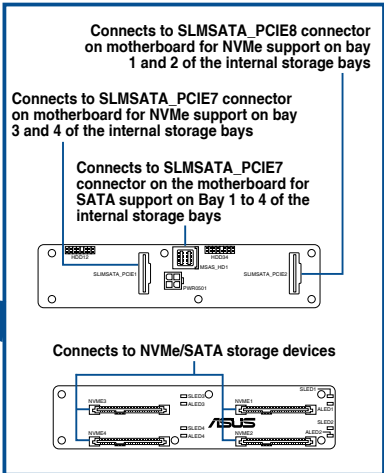 Connects to SLMSATA_PCIE8 connector
on motherboard for NVMe support on bay
1 and 2 of the internal storage bays
Connects to SLMSATA_PCIE7 connector
on motherboard for NVMe support on bay
3 and 4 of the internal storage bays
Connects to SLMSATA_PCIE7
connector on the motherboard for
SATA support on Bay 1 to 4 of the
internal storage bays
HDD12
HDD34
SLIMSATA_PCIE1
MSAS_HD1
SLIMSATA_PCIE2
PWR0501
Connects to NVMe/SATA storage devices
SLED1
NVME3
SLED3
ALED3
NVME1
ALED1
ASUS
SLED2
NVME4
SLED4
ALED4
NVME2
ALED2